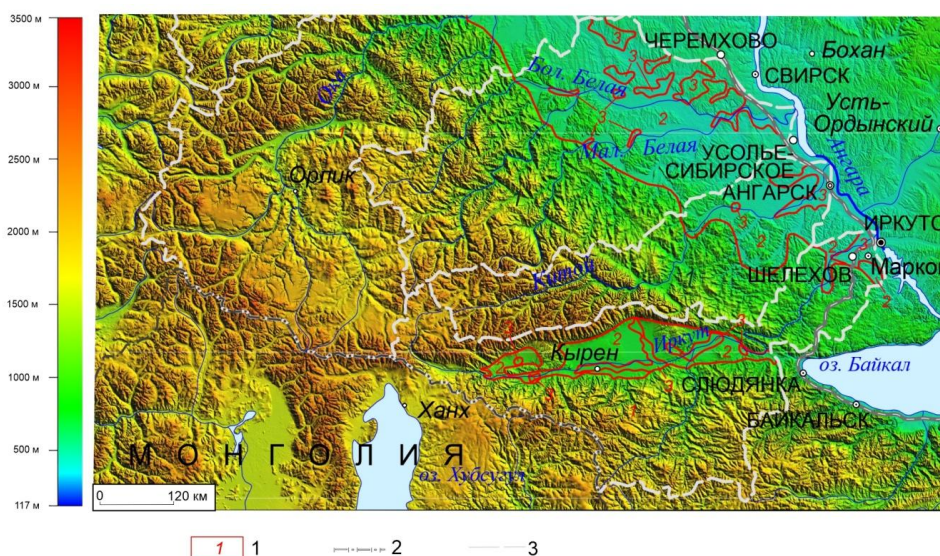 3500 м
3000 м
2500 м
2000 м
1500 м
1000 м
500 м
117 м
ЧЕРЕМХОВО
Бохан
СВИРСК
Ока
Бол. Белая
Усть-
Ордынский
Мал. Белая
УСОЛЬЕ-
СИБИРСКОЕ
АНГАРСК
Ангара
Орлик
ИРКУТС
Марков
ШЕЛЕХОВ
Китой
Иркут
Кырен
оз. Байкал
СЛЮДЯНКА
БАЙКАЛЬСК
Ханх
МОНГОЛИЯ
оз. Хубсугул
0 120 км
1 1 2 3